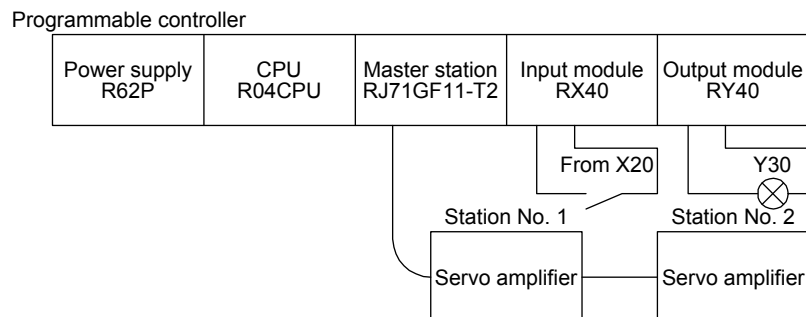 Programmable controller
Power supply
R62P
CPU
R04CPU
Master station
RJ71GF11-T2
Input module
RX40
Output module
RY40
From X20
Y30
Station No. 1
Station No. 2
Servo amplifier
Servo amplifier